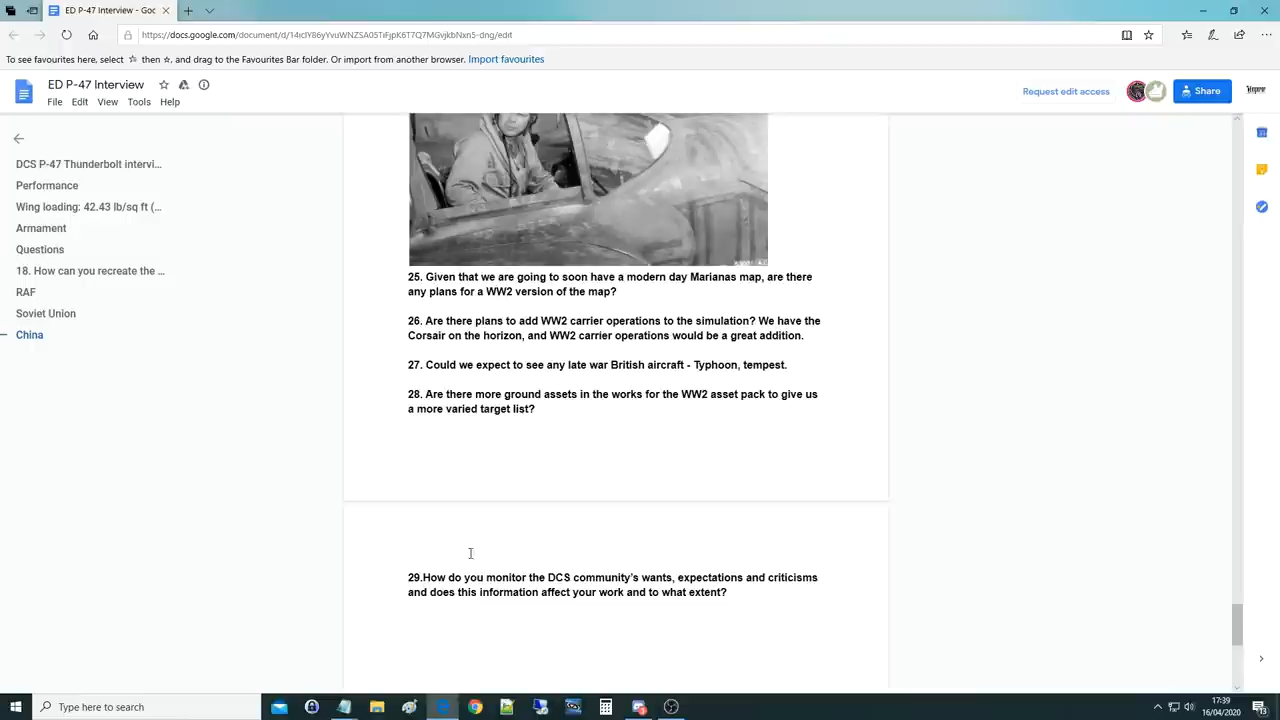 ED P-47 Interview - Goo
https://docs.google.com/document/d/
To see favourites here, select ☆ then ☆, and drag to the Favourites Bar folder. Or import from another browser. Import favourites
ED P-47 Interview
File Edit View Tools Help
Request edit access
Share
DCS P-47 Thunderbolt intervi...
Performance
Wing loading: 42.43 lb/sq ft (...
Armament
Questions
18. How can you recreate the ...
RAF
Soviet Union
China
25. Given that we are going to soon have a modern day Marianas map, are there
any plans for a WW2 version of the map?
26. Are there plans to add WW2 carrier operations to the simulation? We have the
Corsair on the horizon, and WW2 carrier operations would be a great addition.
27. Could we expect to see any late war British aircraft - Typhoon, tempest.
28. Are there more ground assets in the works for the WW2 asset pack to give us
a more varied target list?
29.How do you monitor the DCS community's wants, expectations and criticisms
and does this information affect your work and to what extent?
Type here to search
17:39
16/04/2020